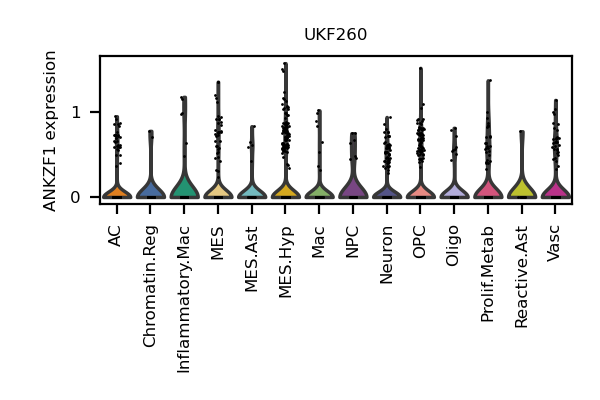 UKF260
ANKZF1 expression
1
0
AC
Chromatin.Reg
Inflammatory.Mac
MES
MES.Ast
MES.Hyp
Mac
NPC
Neuron
OPC
Oligo
Prolif.Metab
Reactive.Ast
Vasc